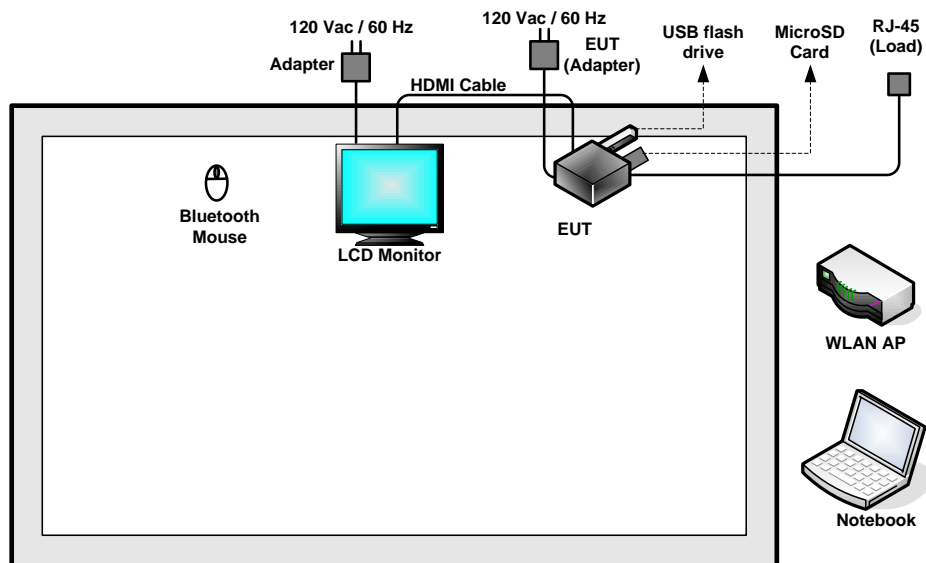 120 Vac / 60 Hz
Adapter
120 Vac / 60 Hz
EUT
(Adapter)
USB flash
drive
MicroSD
Card
RJ-45
(Load)
HDMI Cable
Bluetooth
Mouse
LCD Monitor
EUT
WLAN AP
Notebook